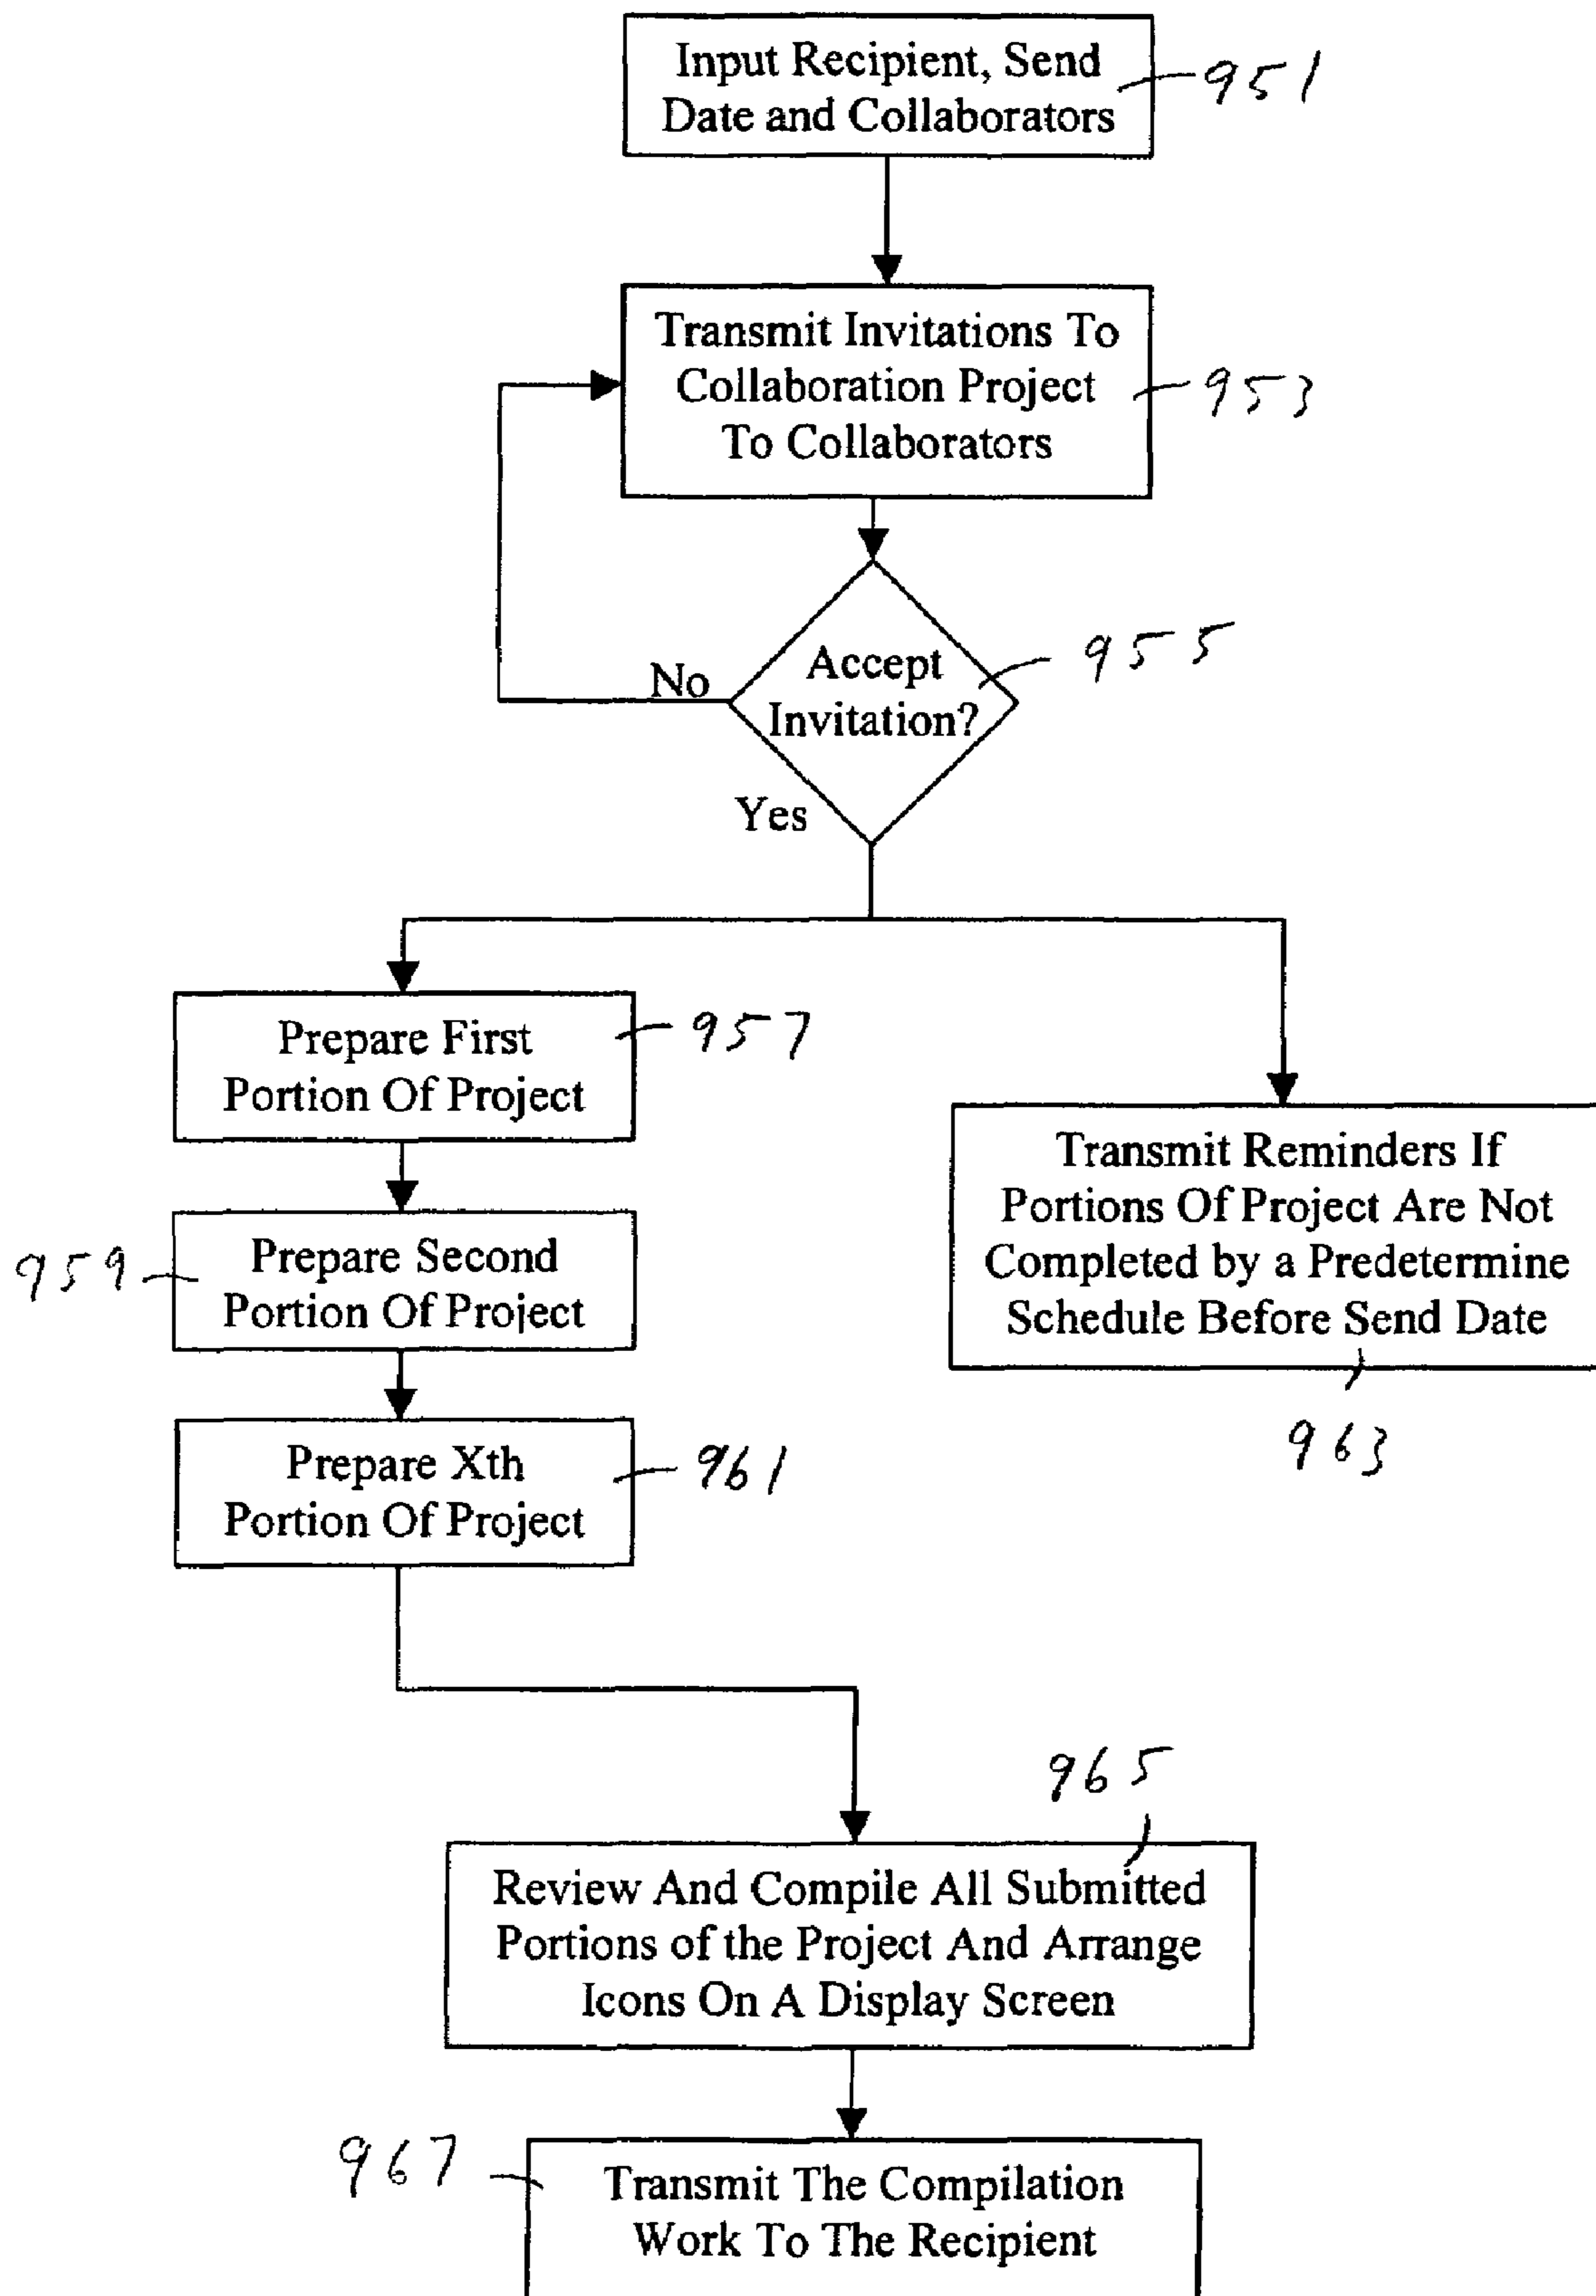 Input Recipient, Send
Date and Collaborators
951
Transmit Invitations To
Collaboration Project
To Collaborators
953
Accept
Invitation?
955
No
Yes
Prepare First
Portion Of Project
957
Transmit Reminders If
Portions Of Project Are Not
Completed by a Predetermine
Schedule Before Send Date
963
Prepare Second
Portion Of Project
959
Prepare Xth
Portion Of Project
961
965
Review And Compile All Submitted
Portions of the Project And Arrange
Icons On A Display Screen
967
Transmit The Compilation
Work To The Recipient